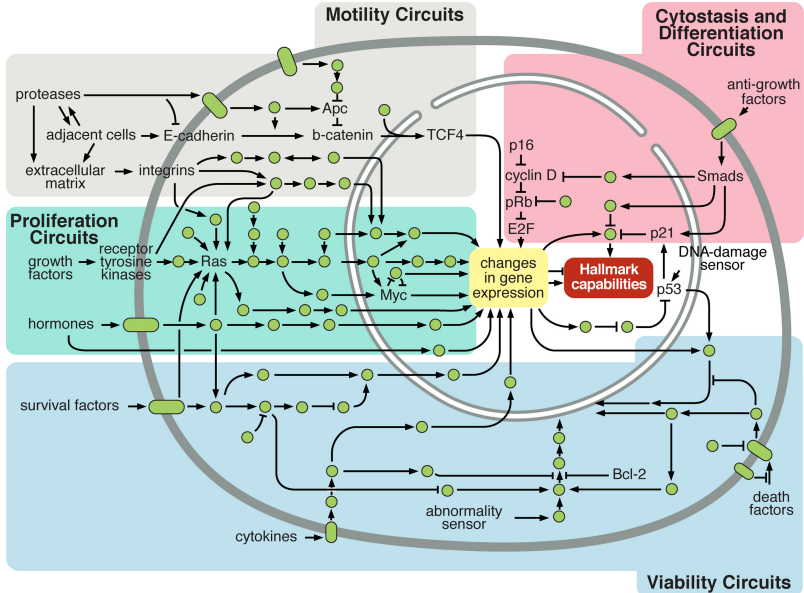 Motility Circuits
Cytostasis and
Differentiation
Circuits
proteases
Apc
anti-growth
factors
adjacent cells
E-cadherin
b-catenin
TCF4
p16
extracellular
matrix
integrins
cyclin D
Smads
pRb
E2F
p21
Proliferation
Circuits
growth
factors
receptor
tyrosine
kinases
Ras
changes
in gene
expression
Hallmark
capabilities
DNA-damage
sensor
p53
Myc
hormones
survival factors
Bcl-2
abnormality
sensor
death
factors
cytokines
Viability Circuits